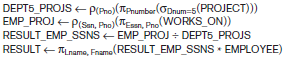 DEPT5_PROJS ← ρ(Pno)(πPnumber(σDnum=5(PROJECT)))
EMP_PROJ ← ρ(Ssn, Pno)(πEssn, Pno(WORKS_ON))
RESULT_EMP_SSNS ← EMP_PROJ ÷ DEPT5_PROJS
RESULT ← πLname, Fname(RESULT_EMP_SSNS * EMPLOYEE)